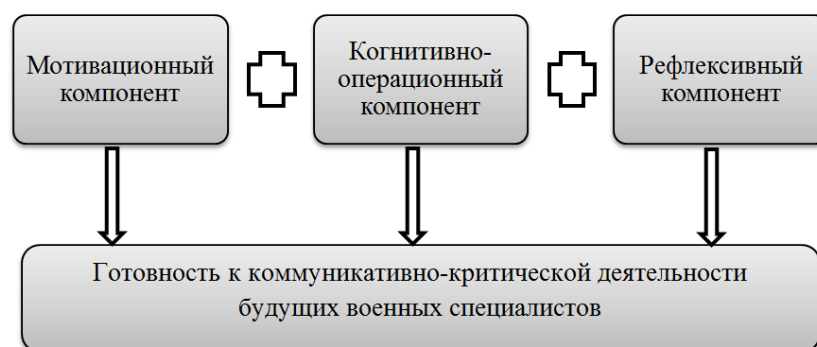 Мотивационный
компонент
Когнитивно-
операционный
компонент
Рефлексивный
компонент
Готовность к коммуникативно-критической деятельности
будущих военных специалистов